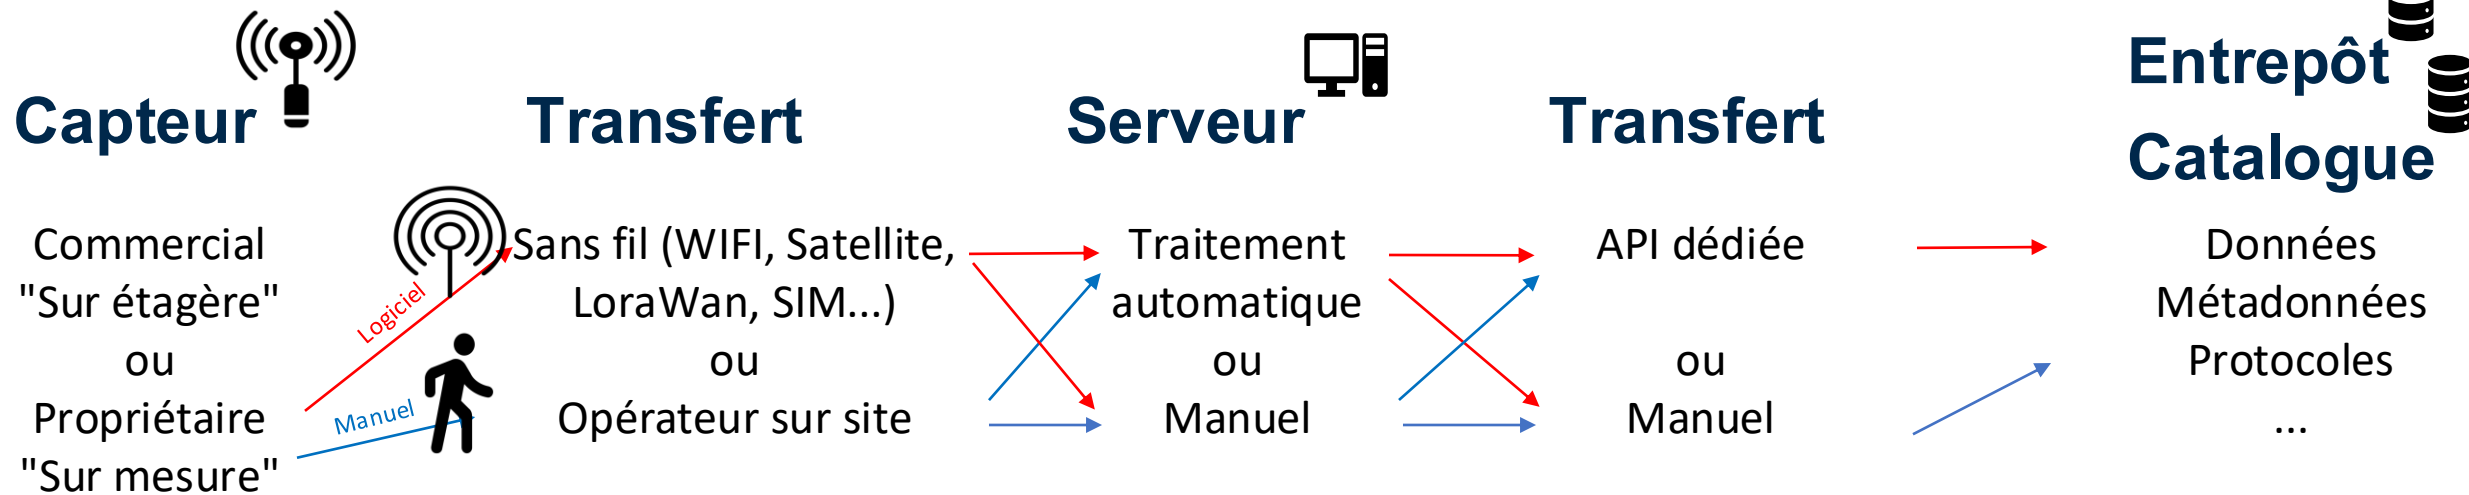 Capteur
Commercial
"Sur étagère"
ou
Propriétaire
"Sur mesure"
Logiciel
Manuel
Transfert
Sans fil (WIFI, Satellite,
LoraWan, SIM...)
ou
Opérateur sur site
Serveur
Traitement
automatique
ou
Manuel
Transfert
API dédiée
ou
Manuel
Entrepôt
Catalogue
Données
Métadonnées
Protocoles
...